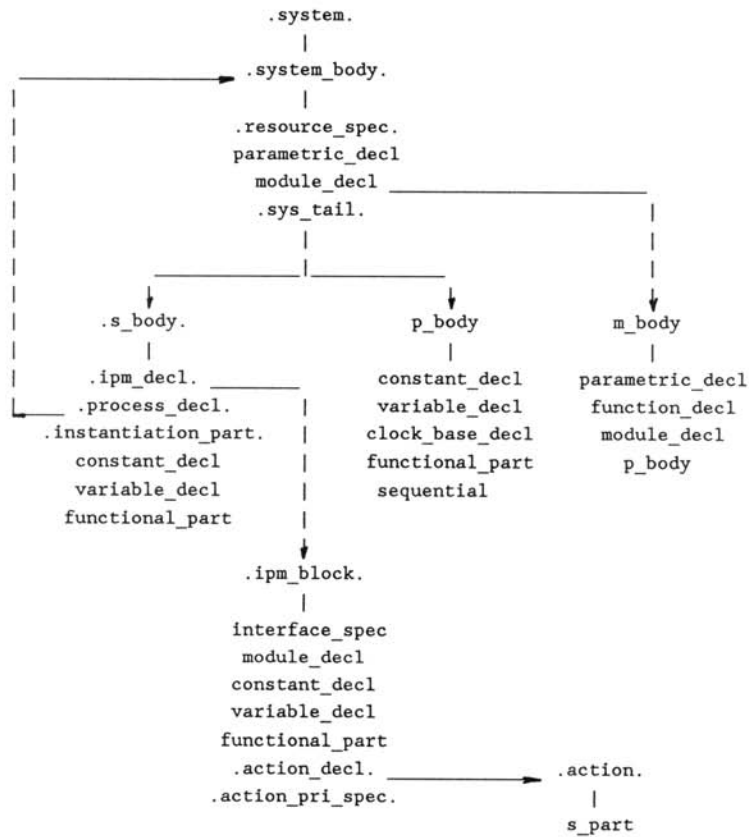 .system.
.system_body.
.resource_spec.
parametric_decl
module_decl
.sys_tail.
.s_body.
.ipm_decl.
.process_decl.
.instantiation_part.
constant_decl
variable_decl
functional_part
p_body
constant_decl
variable_decl
clock_base_decl
functional_part
sequential
m_body
parametric_decl
function_decl
module_decl
p_body
.ipm_block.
interface_spec
module_decl
constant_decl
variable_decl
functional_part
.action_decl.
.action_pri_spec.
.action.
s_part